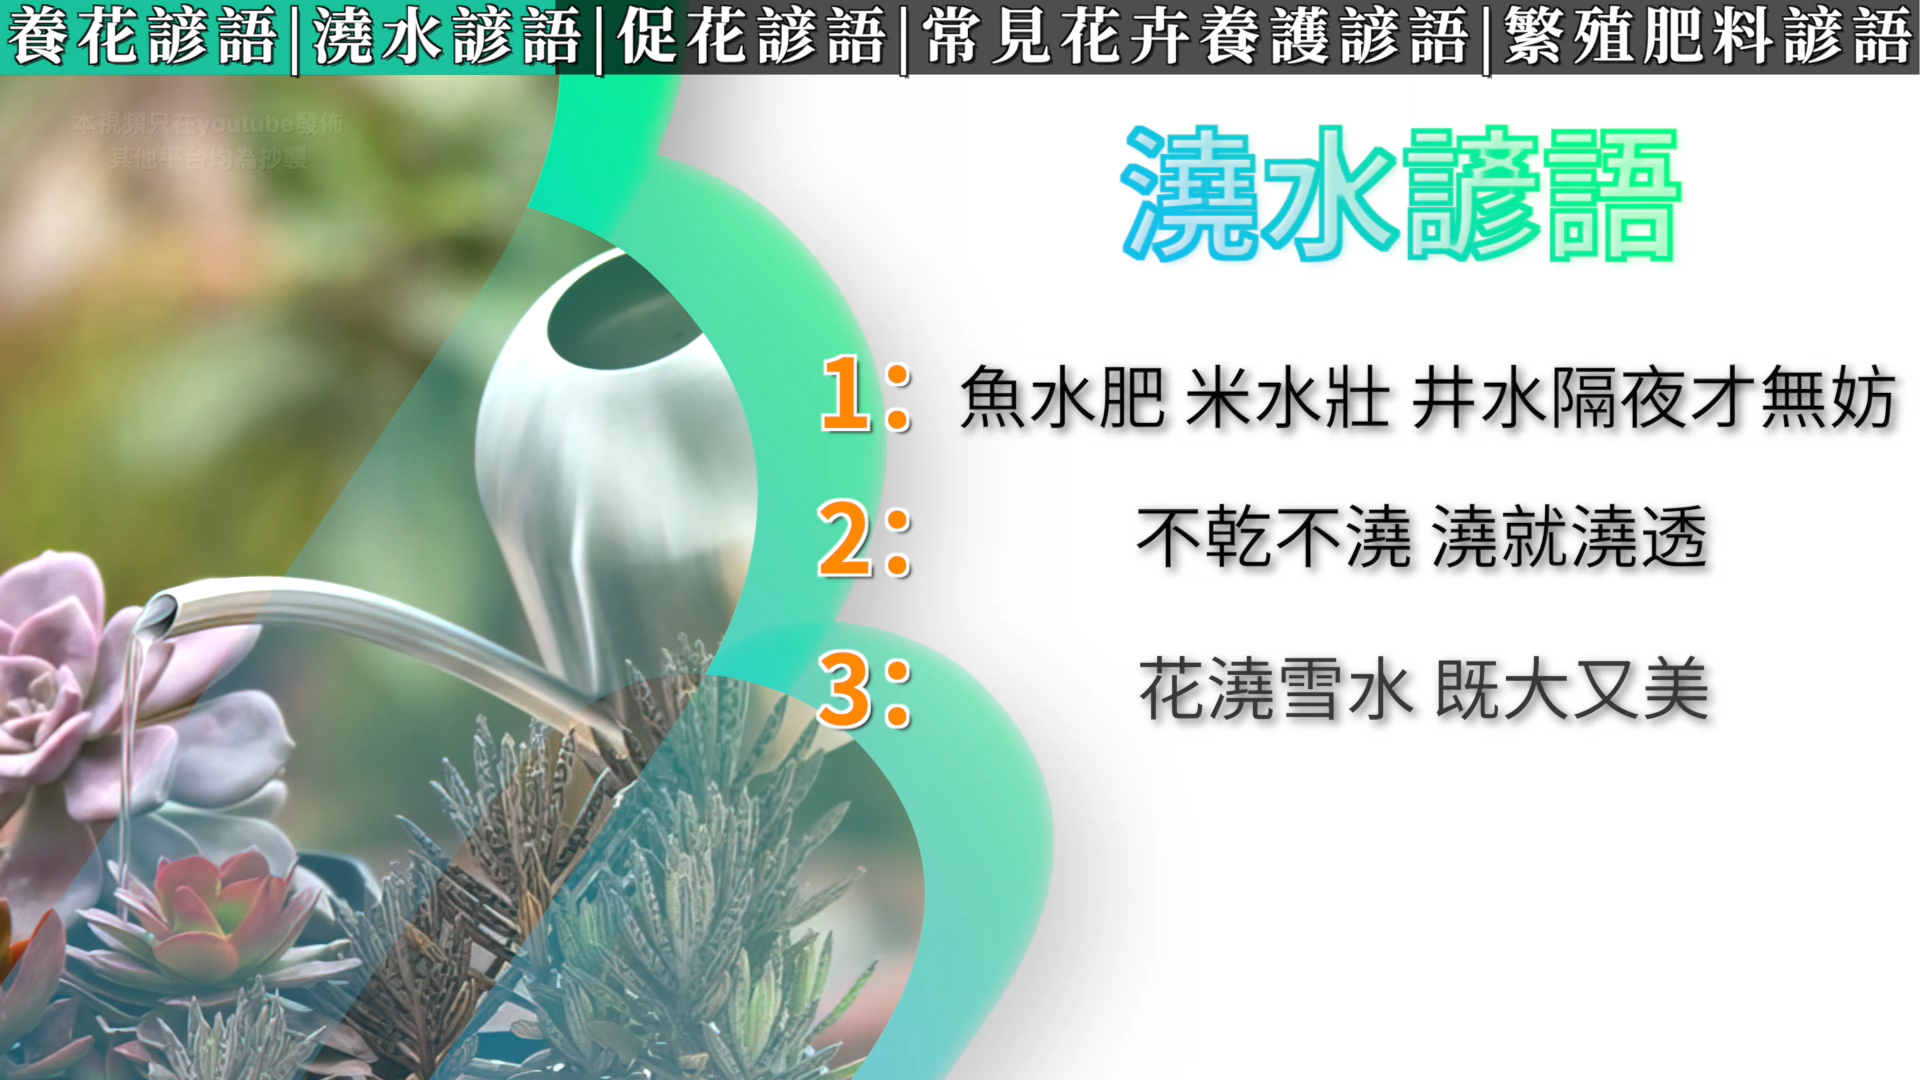 養花諺語|澆水諺語|促花諺語|常見花卉養護諺語|繁殖肥料諺語
本視頻只在youtube發佈
其他平台均為抄襲
澆水諺語
1: 魚水肥 米水壯 井水隔夜才無妨
2: 不乾不澆 澆就澆透
3: 花澆雪水 既大又美